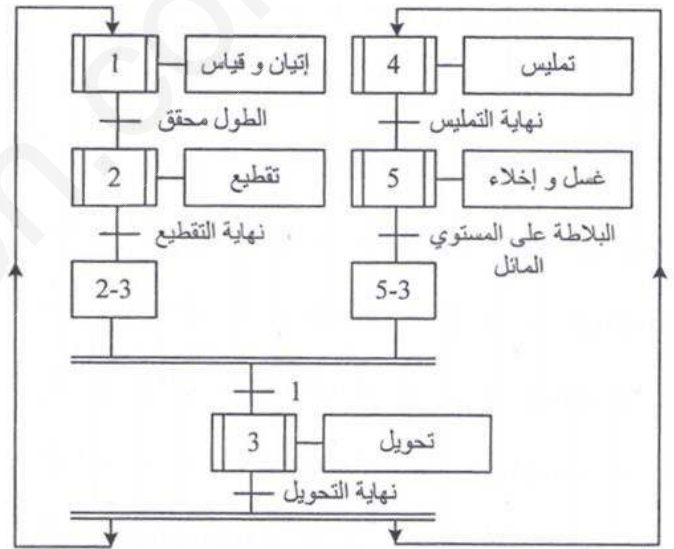 1 إتيان و قياس 4 تمليس
الطول محقق نهاية التمليس
2 تقطيع 5 غسل و إخلاء
نهاية التقطيع البلاطة على المستوي
المائل
2-3 5-3
1
3 تحويل
نهاية التحويل